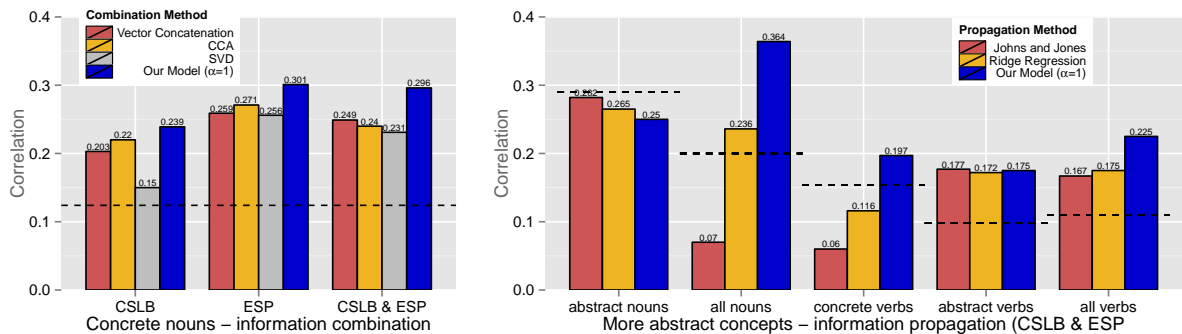 Combination Method
Vector Concatenation
CCA
SVD
Our Model (α=1)
Correlation
0.4
0.3
0.2
0.1
0.0
0.203
0.22
0.15
0.239
0.259
0.271
0.256
0.301
0.249
0.24
0.231
0.296
CSLB
ESP
CSLB & ESP
Concrete nouns − information combination
Propagation Method
Johns and Jones
Ridge Regression
Our Model (α=1)
Correlation
0.4
0.3
0.2
0.1
0.0
0.282
0.265
0.25
0.07
0.236
0.364
0.06
0.116
0.197
0.177
0.172
0.175
0.167
0.175
0.225
abstract nouns
all nouns
concrete verbs
abstract verbs
all verbs
More abstract concepts − information propagation (CSLB & ESP